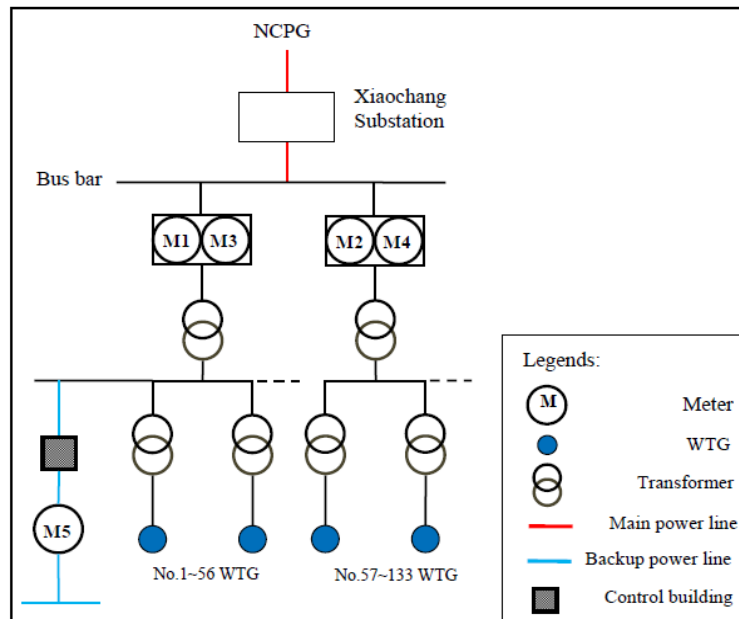 NCPG
Xiaochang
Substation
Bus bar
M1 M3 M2 M4
Legends:
M Meter
WTG
Transformer
M5
Main power line
No.1~56 WTG No.57~133 WTG
Backup power line
Control building